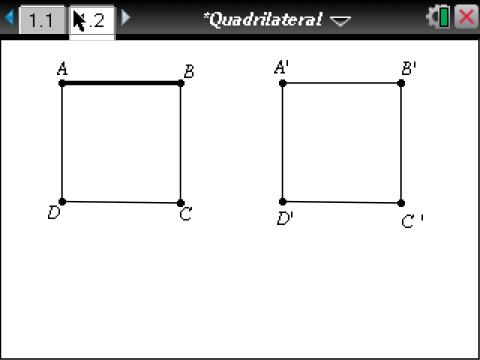 1.1 .2 *Quadrilateral
A B A' B'
D C D' C'